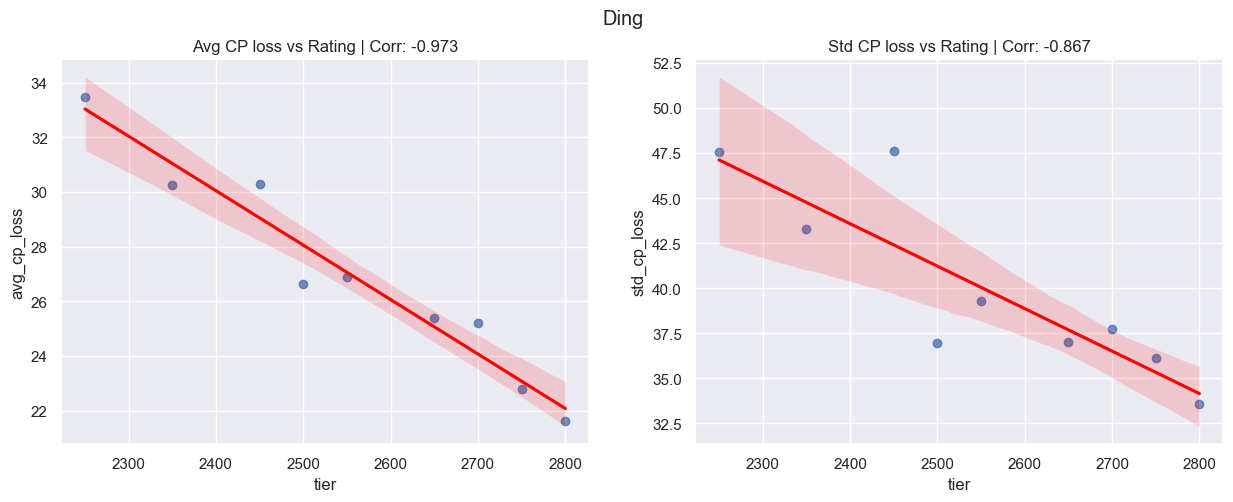 Ding
Avg CP loss vs Rating | Corr: -0.973
34
32
30
28
26
24
22
avg_cp_loss
2300 2400 2500 2600 2700 2800
tier
Std CP loss vs Rating | Corr: -0.867
52.5
50.0
47.5
45.0
42.5
40.0
37.5
35.0
32.5
std_cp_loss
2300 2400 2500 2600 2700 2800
tier